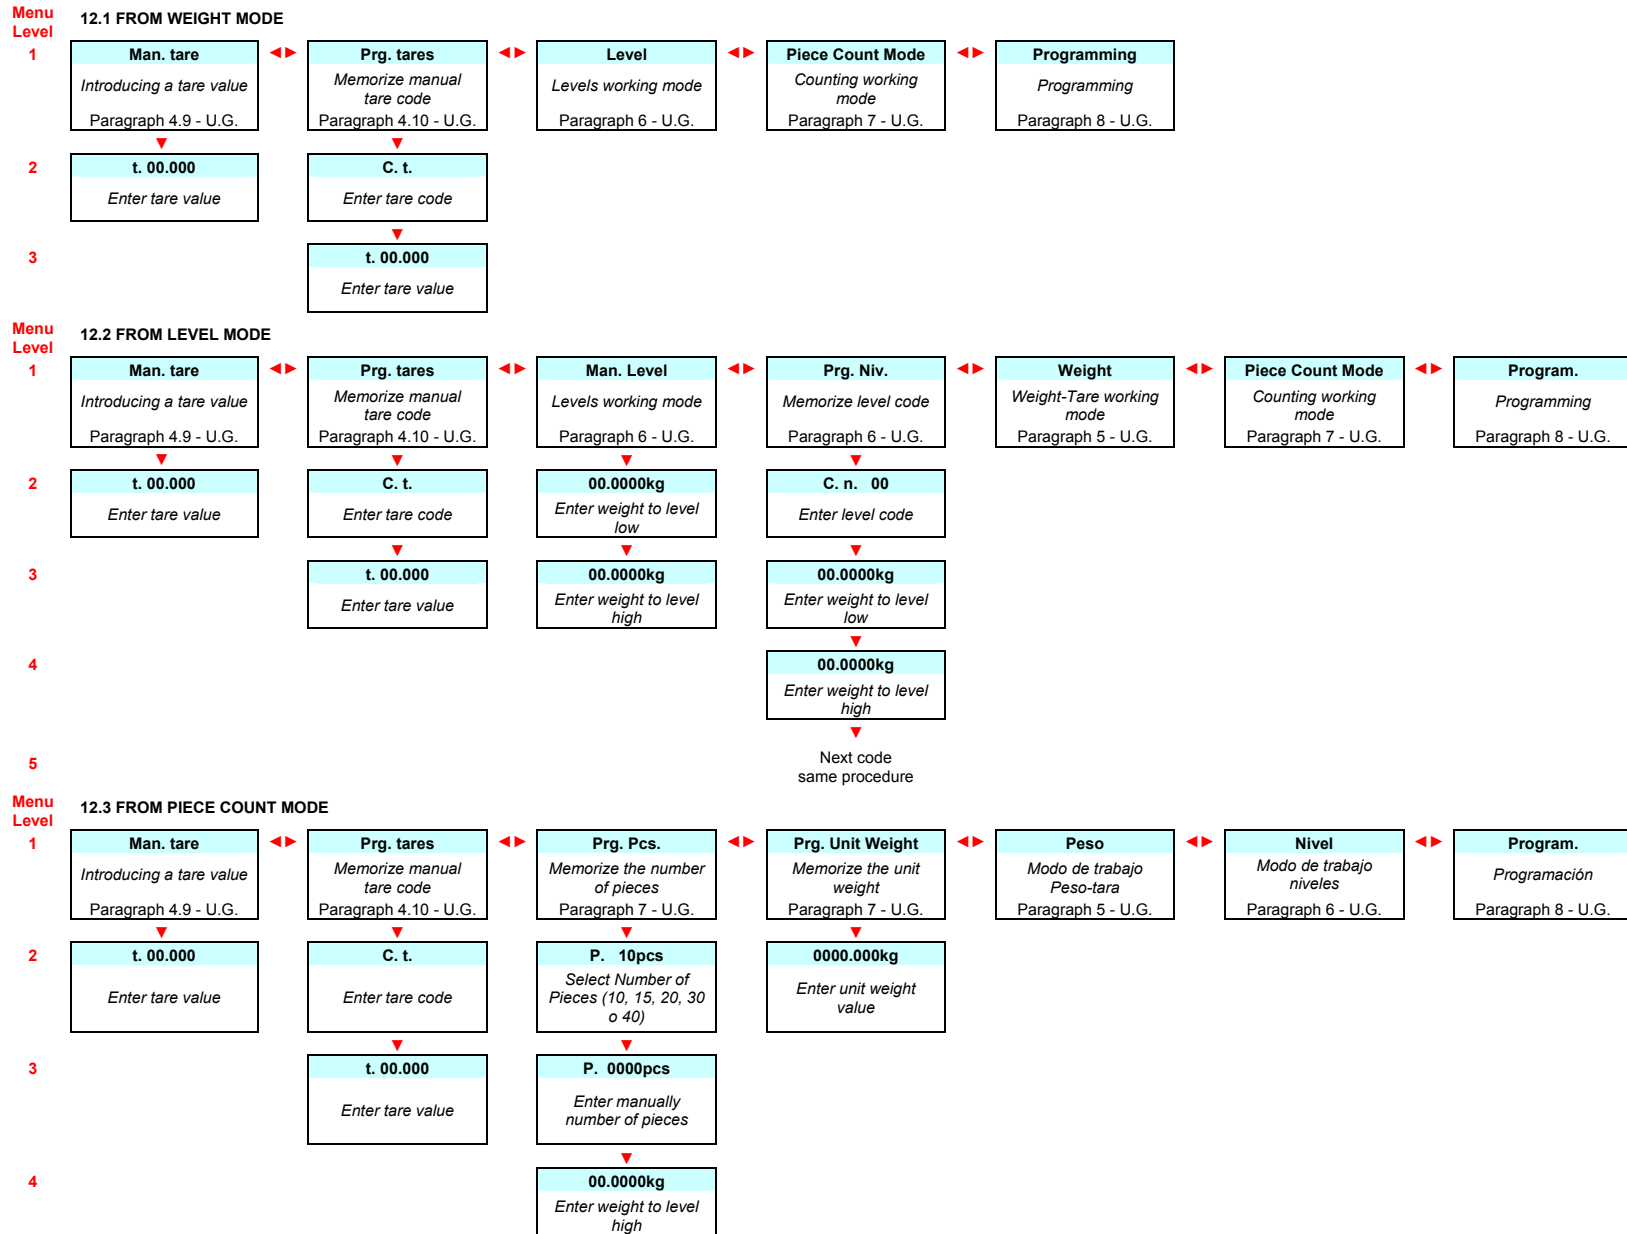 Menu
Level
12.1 FROM WEIGHT MODE
1
Man. tare
Introducing a tare value
Paragraph 4.9 - U.G.
Prg. tares
Memorize manual
tare code
Paragraph 4.10 - U.G.
Level
Levels working mode
Paragraph 6 - U.G.
Piece Count Mode
Counting working
mode
Paragraph 7 - U.G.
Programming
Programming
Paragraph 8 - U.G.
2
t. 00.000
Enter tare value
C. t.
Enter tare code
3
t. 00.000
Enter tare value
Menu
Level
12.2 FROM LEVEL MODE
1
Man. tare
Introducing a tare value
Paragraph 4.9 - U.G.
Prg. tares
Memorize manual
tare code
Paragraph 4.10 - U.G.
Man. Level
Levels working mode
Paragraph 6 - U.G.
Prg. Niv.
Memorize level code
Paragraph 6 - U.G.
Weight
Weight-Tare working
mode
Paragraph 5 - U.G.
Piece Count Mode
Counting working
mode
Paragraph 7 - U.G.
Program.
Programming
Paragraph 8 - U.G.
2
t. 00.000
Enter tare value
C. t.
Enter tare code
00.0000kg
Enter weight to level
low
C. n. 00
Enter level code
3
t. 00.000
Enter tare value
00.0000kg
Enter weight to level
high
00.0000kg
Enter weight to level
low
4
00.0000kg
Enter weight to level
high
5
Next code
same procedure
Menu
Level
12.3 FROM PIECE COUNT MODE
1
Man. tare
Introducing a tare value
Paragraph 4.9 - U.G.
Prg. tares
Memorize manual
tare code
Paragraph 4.10 - U.G.
Prg. Pcs.
Memorize the number
of pieces
Paragraph 7 - U.G.
Prg. Unit Weight
Memorize the unit
weight
Paragraph 7 - U.G.
Peso
Modo de trabajo
Peso-tara
Paragraph 5 - U.G.
Nivel
Modo de trabajo
niveles
Paragraph 6 - U.G.
Program.
Programación
Paragraph 8 - U.G.
2
t. 00.000
Enter tare value
C. t.
Enter tare code
P. 10pcs
Select Number of
Pieces (10, 15, 20, 30
o 40)
0000.000kg
Enter unit weight
value
3
t. 00.000
Enter tare value
P. 0000pcs
Enter manually
number of pieces
4
00.0000kg
Enter weight to level
high